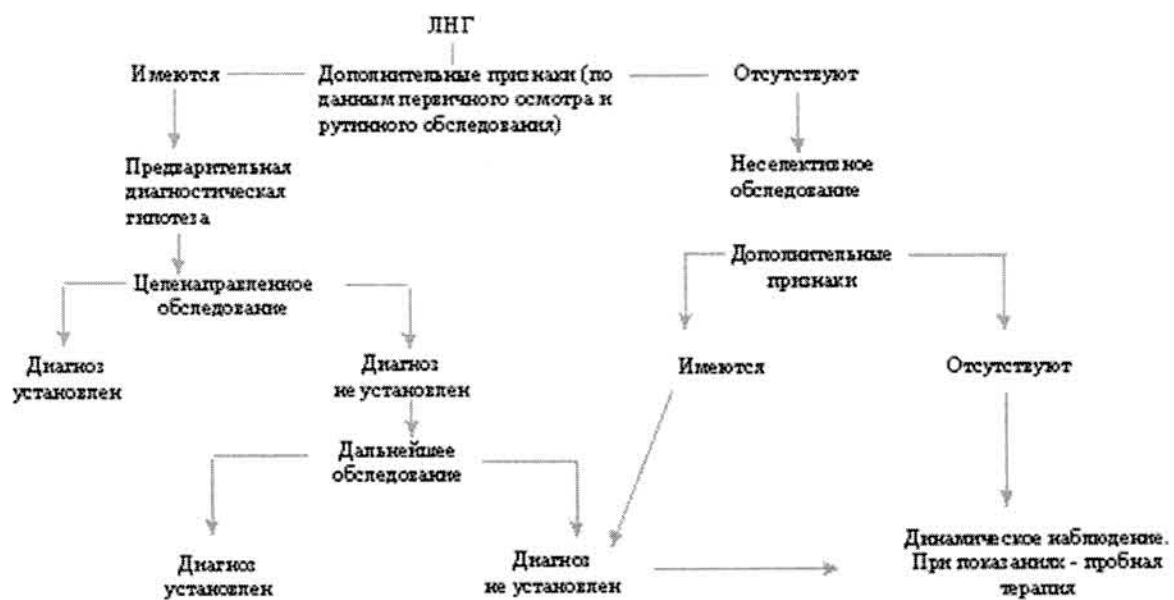 ЛНГ
Имеются
Дополнительные признаки (по
данным первичного осмотра и
рутинного обследования)
Отсутствуют
Предварительная
диагностическая
гипотеза
Неселективное
обследование
Целенаправленное
обследование
Дополнительные
признаки
Диагноз
установлен
Диагноз
не установлен
Имеются
Отсутствуют
Дальнейшее
обследование
Диагноз
установлен
Диагноз
не установлен
Динамическое наблюдение.
При показаниях - пробная
терапия